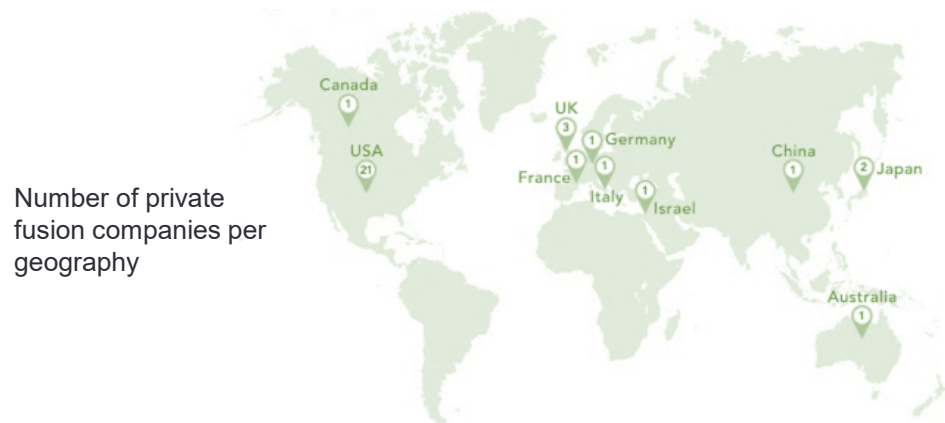 Number of private
fusion companies per
geography
Canada
1
USA
21
UK
3
1
Germany
France
1
1
Italy
1
Israel
China
1
2
Japan
Australia
1